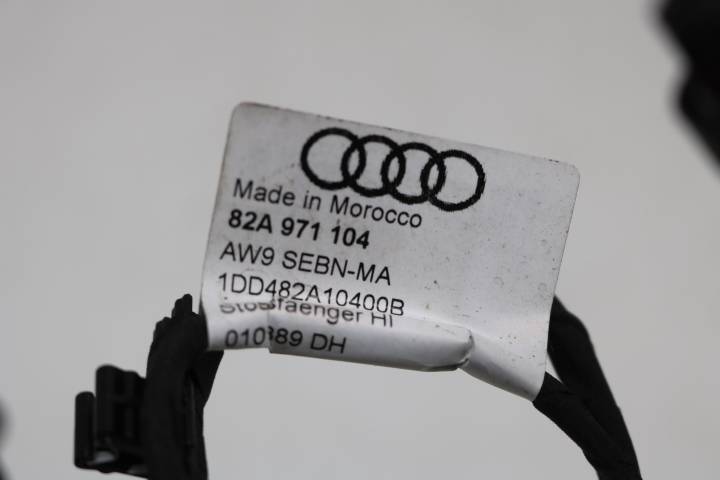 Made in Morocco
82A 971 104
AW9 SEBN-MA
1DD482A10400B
Stoßfaenger HI
010389 DH